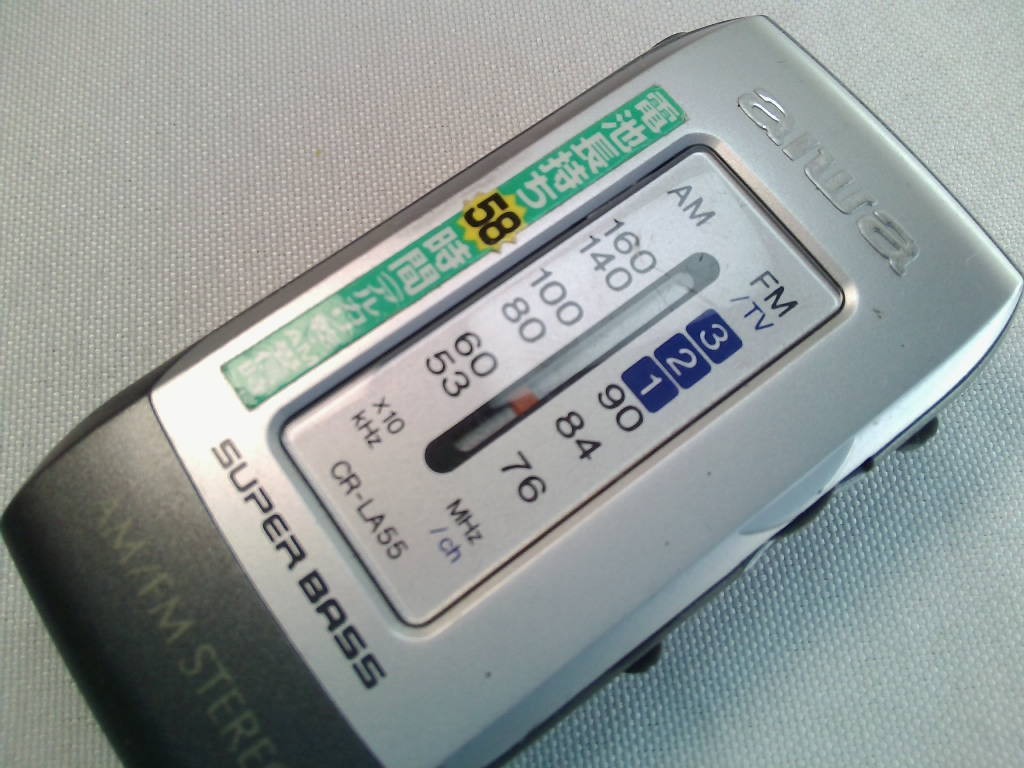 aiwa
電池長持ち
58
時間
AM
FM
/TV
160
140
100
80
60
53
x10
kHz
3
2
1
90
84
76
MHz
/ch
CR-LA55
SUPER BASS
AM/FM STEREO